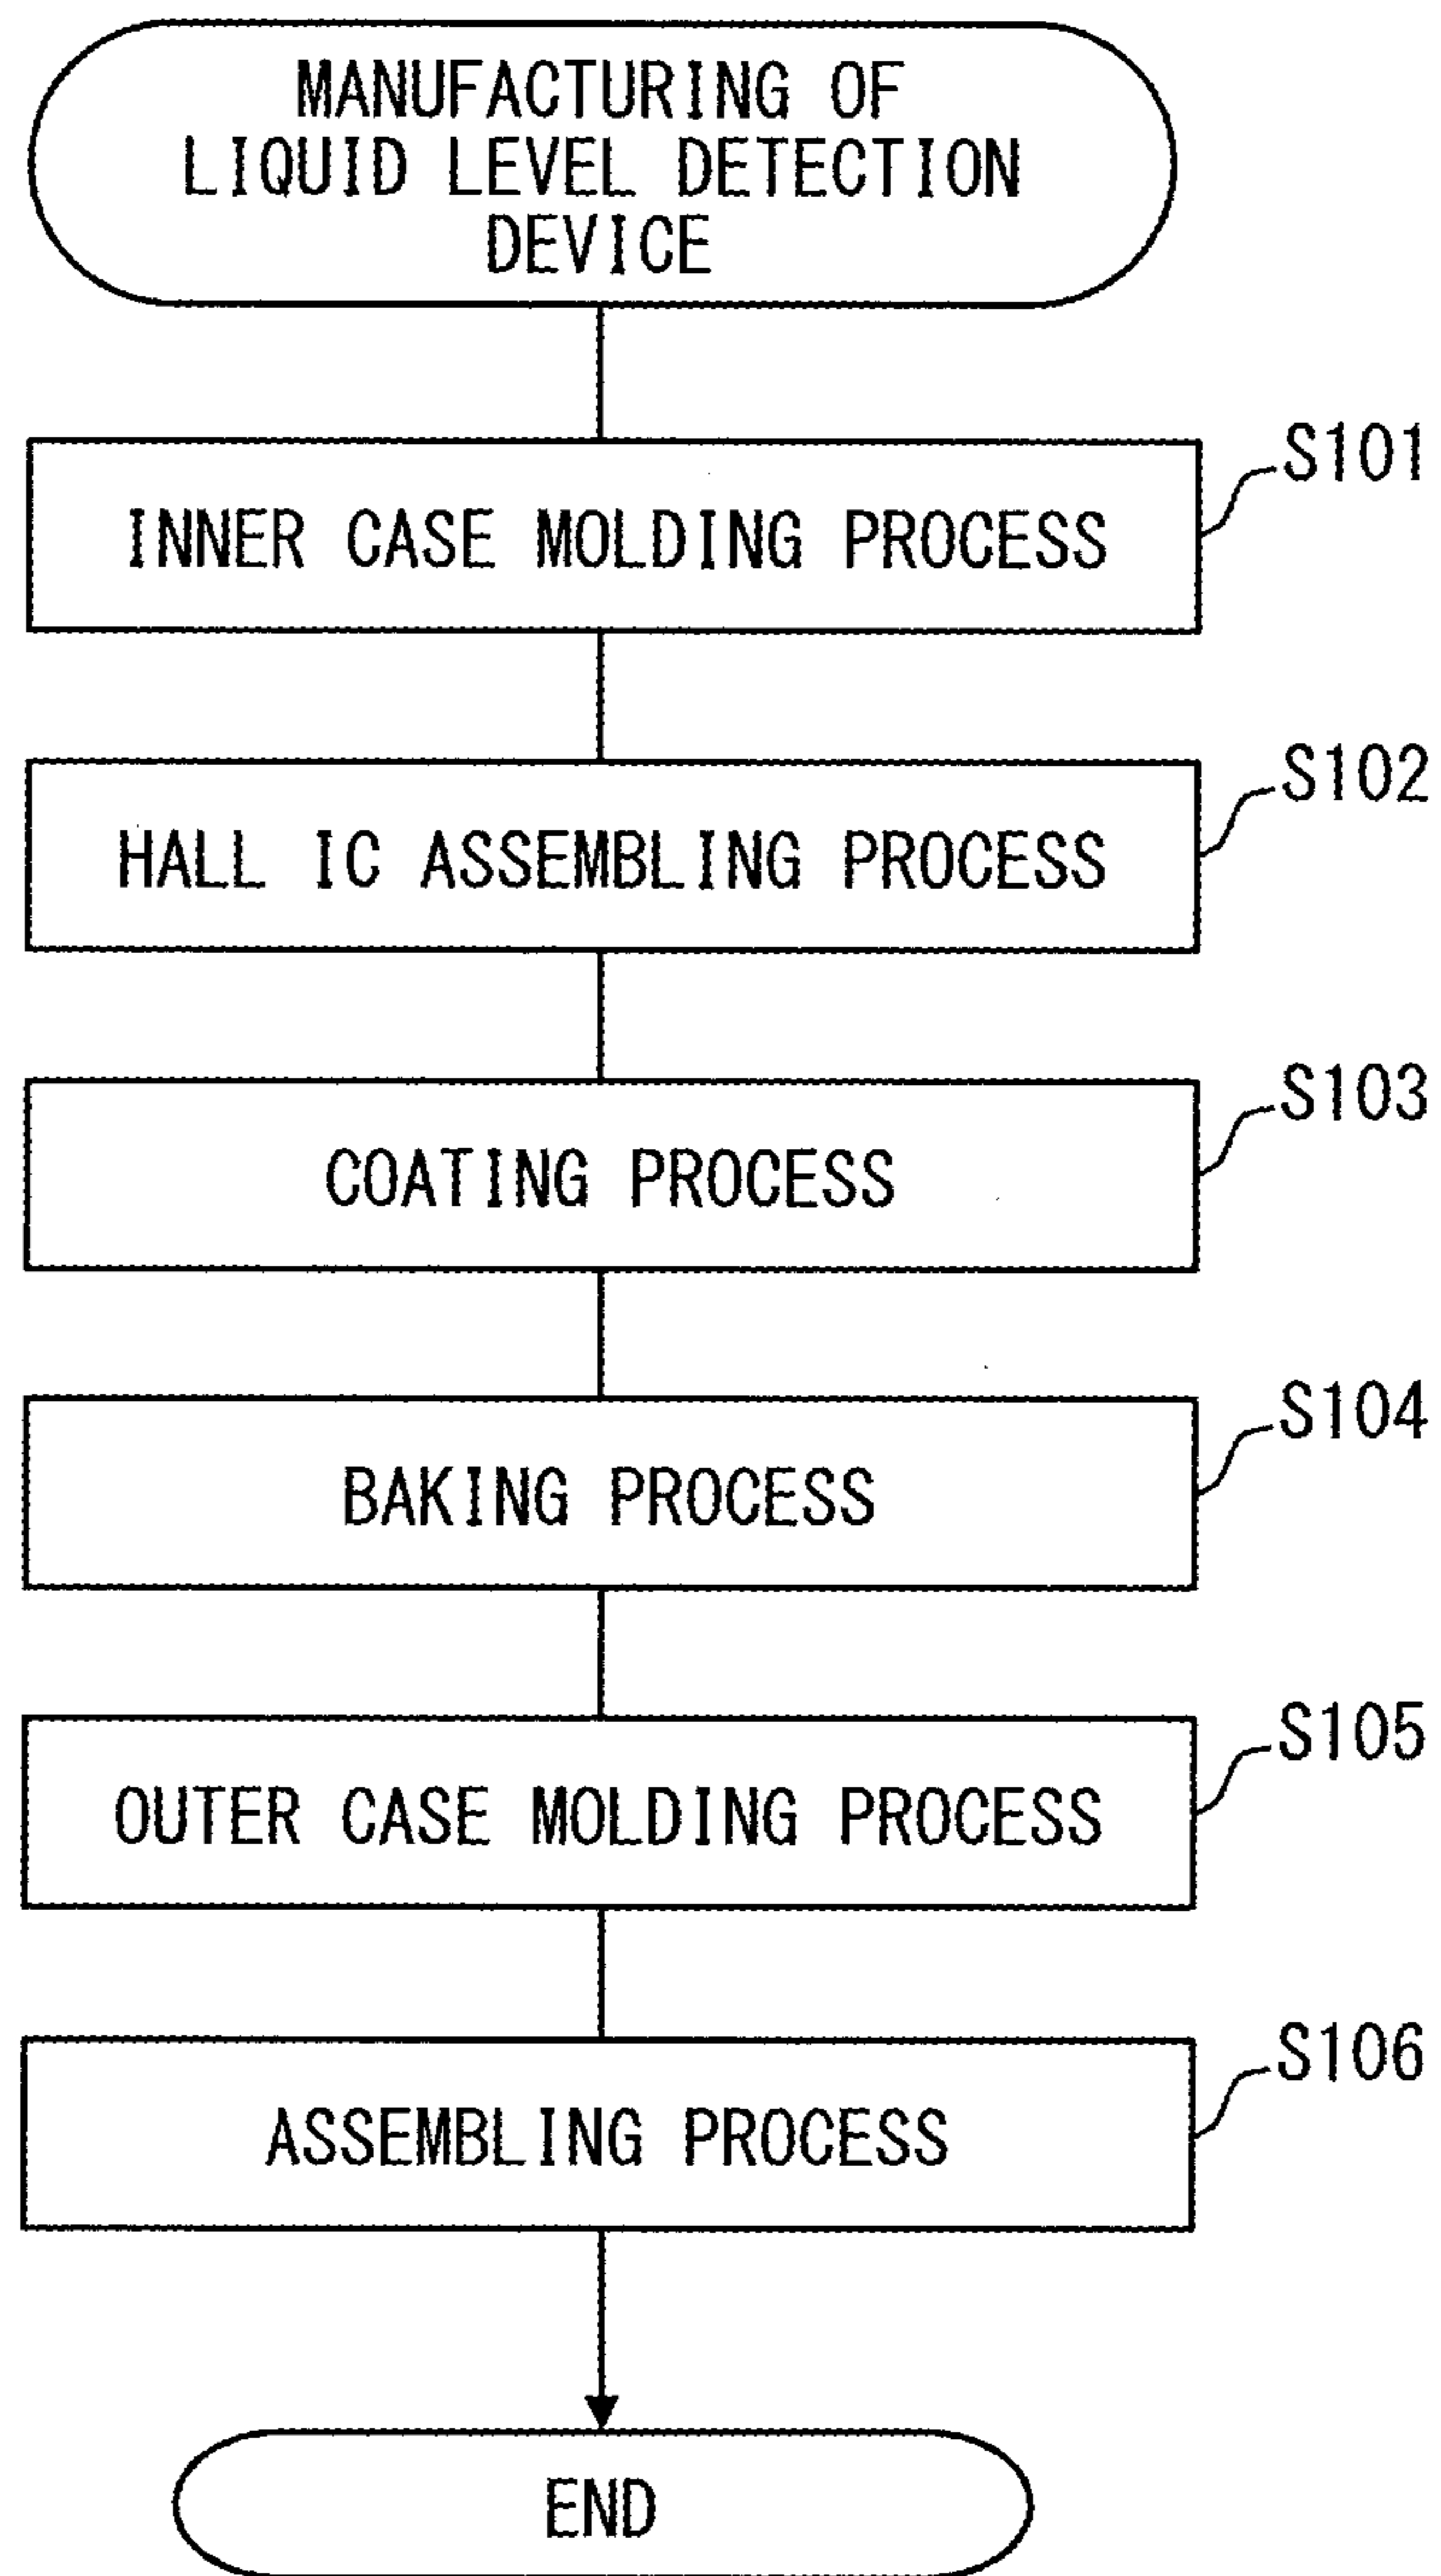 MANUFACTURING OF
LIQUID LEVEL DETECTION
DEVICE
S101
INNER CASE MOLDING PROCESS
S102
HALL IC ASSEMBLING PROCESS
S103
COATING PROCESS
S104
BAKING PROCESS
S105
OUTER CASE MOLDING PROCESS
S106
ASSEMBLING PROCESS
END